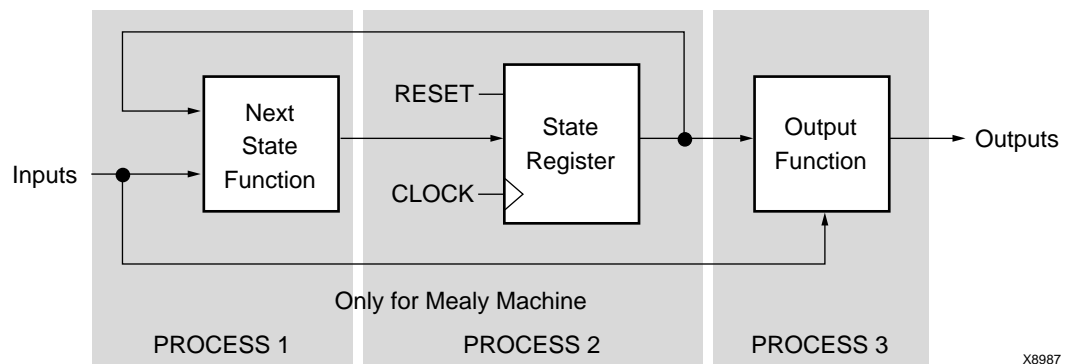 Inputs
Next
State
Function
RESET
CLOCK
State
Register
Output
Function
Outputs
Only for Mealy Machine
PROCESS 1
PROCESS 2
PROCESS 3
X8987